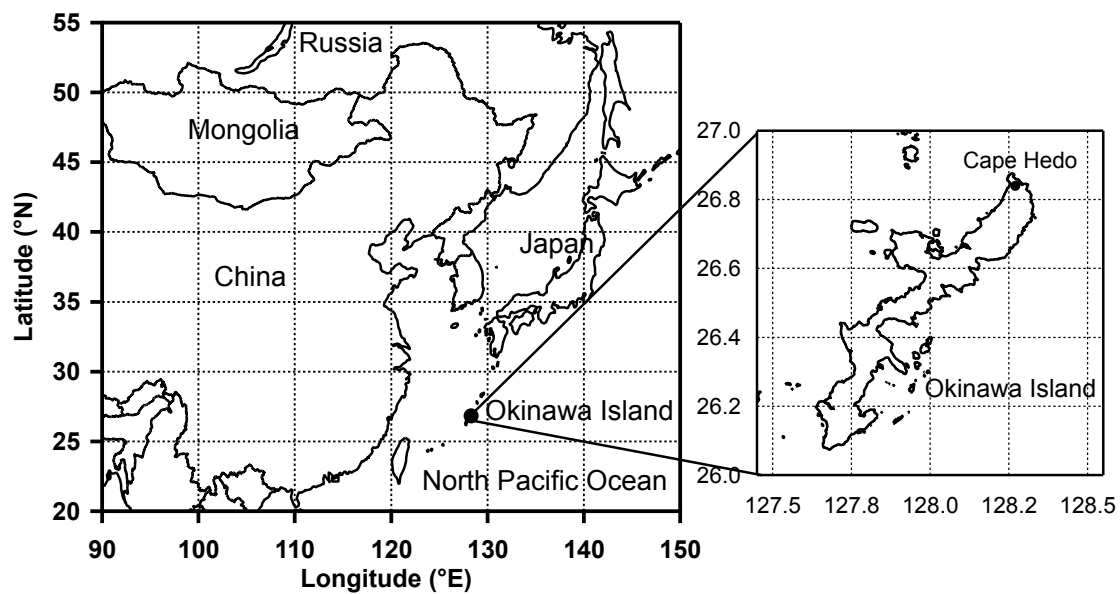 55
50
45
40
35
30
25
20
Latitude (°N)
90
100
110
120
130
140
150
Longitude (°E)
Russia
Mongolia
China
Japan
Okinawa Island
North Pacific Ocean
27.0
26.8
26.6
26.4
26.2
26.0
127.5
127.8
128.0
128.2
128.5
Cape Hedo
Okinawa Island